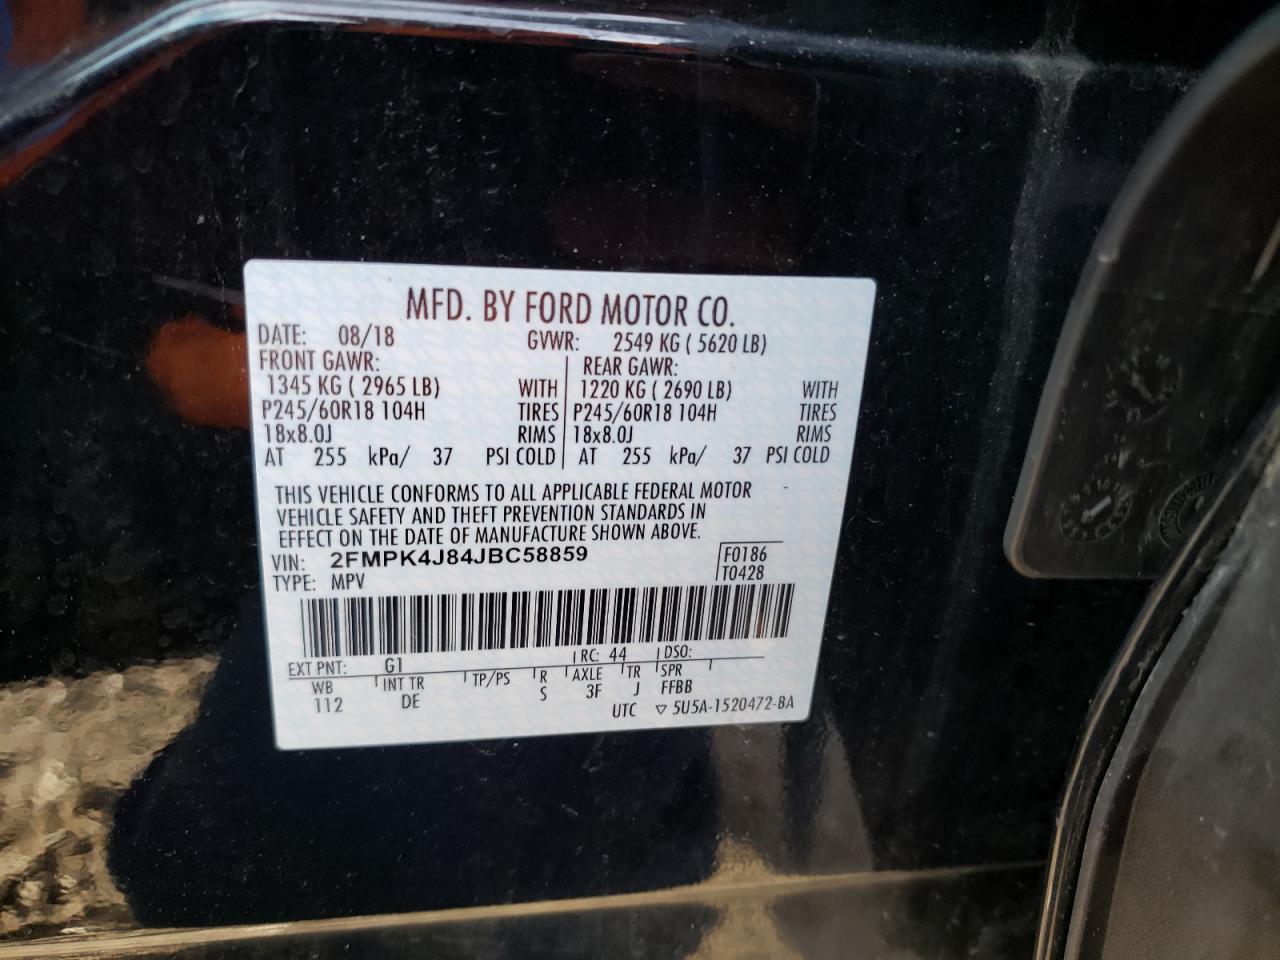 MFD. BY FORD MOTOR CO.
DATE: 08/18 GVWR: 2549 KG ( 5620 LB)
FRONT GAWR: REAR GAWR:
1345 KG ( 2965 LB) WITH 1220 KG ( 2690 LB) WITH
P245/60R18 104H TIRES P245/60R18 104H TIRES
18x8.0J RIMS 18x8.0J RIMS
AT 255 kPa/ 37 PSI COLD AT 255 kPa/ 37 PSI COLD
THIS VEHICLE CONFORMS TO ALL APPLICABLE FEDERAL MOTOR
VEHICLE SAFETY AND THEFT PREVENTION STANDARDS IN
EFFECT ON THE DATE OF MANUFACTURE SHOWN ABOVE.
VIN: 2FMPK4J84JBC58859 F0186
TYPE: MPV T0428
EXT PNT: G1 RC: 44 DSO:
WB INT TR TP/PS R AXLE TR SPR
112 DE S 3F J FFBB
UTC ▽ 5U5A-1520472-BA